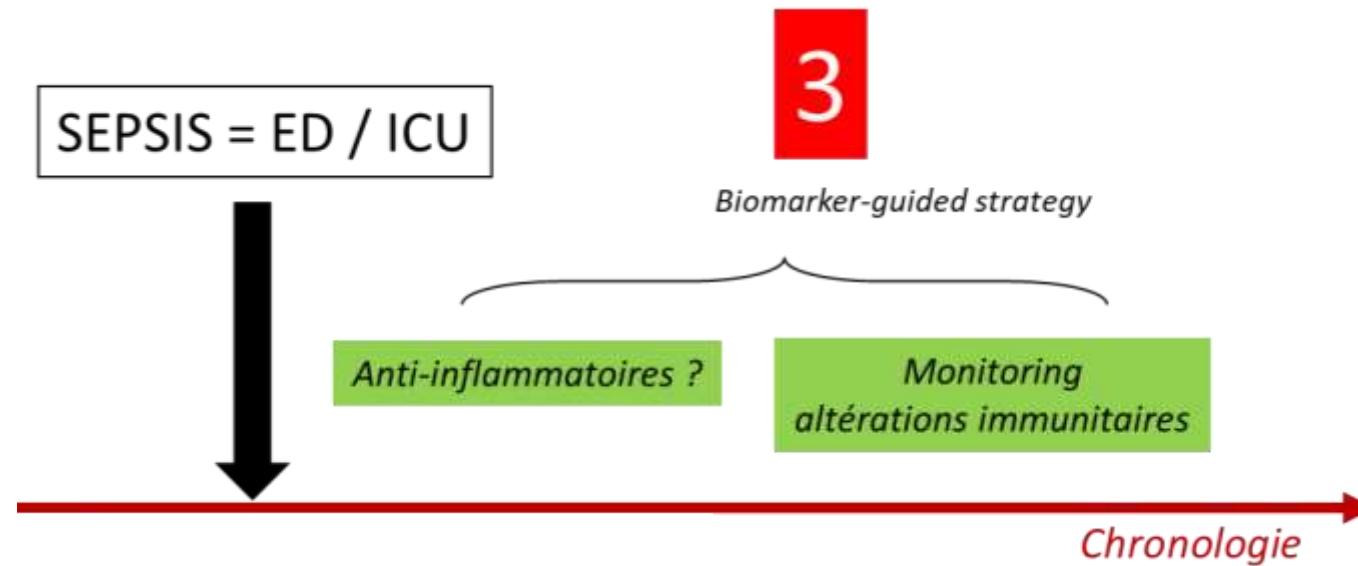 3
SEPSIS = ED / ICU
Biomarker-guided strategy
Anti-inflammatoires ?
Monitoring
altérations immunitaires
Chronologie